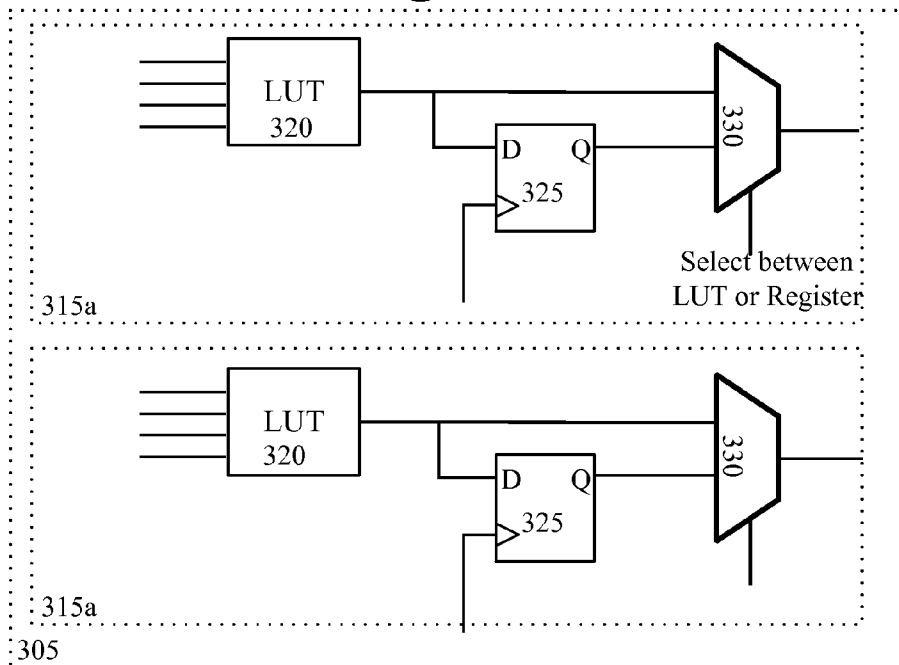 LUT
320
D Q
325
330
Select between
LUT or Register
315a
LUT
320
D Q
325
330
315a
305